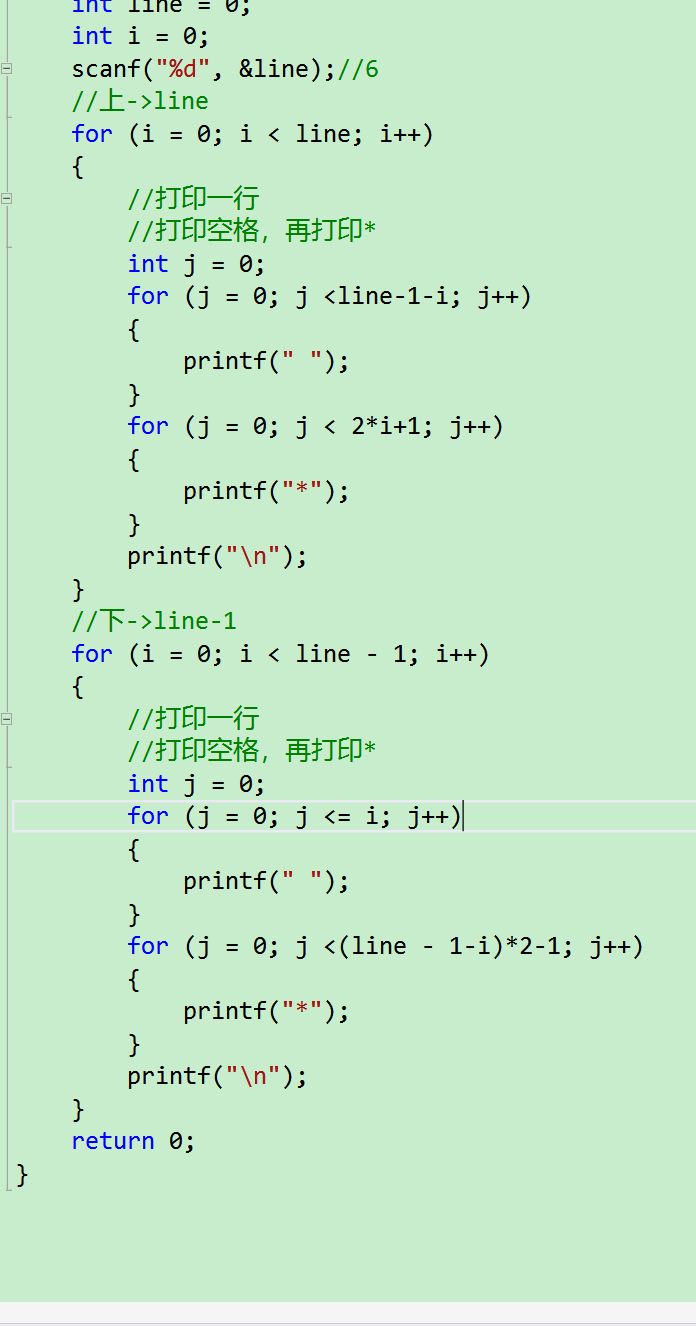 int line = 0;
int i = 0;
scanf("%d", &line);//6
//上->line
for (i = 0; i < line; i++)
{
//打印一行
//打印空格，再打印*
int j = 0;
for (j = 0; j <line-1-i; j++)
{
printf(" ");
}
for (j = 0; j < 2*i+1; j++)
{
printf("*");
}
printf("\n");
}
//下->line-1
for (i = 0; i < line - 1; i++)
{
//打印一行
//打印空格，再打印*
int j = 0;
for (j = 0; j <= i; j++)
{
printf(" ");
}
for (j = 0; j <(line - 1-i)*2-1; j++)
{
printf("*");
}
printf("\n");
}
return 0;
}